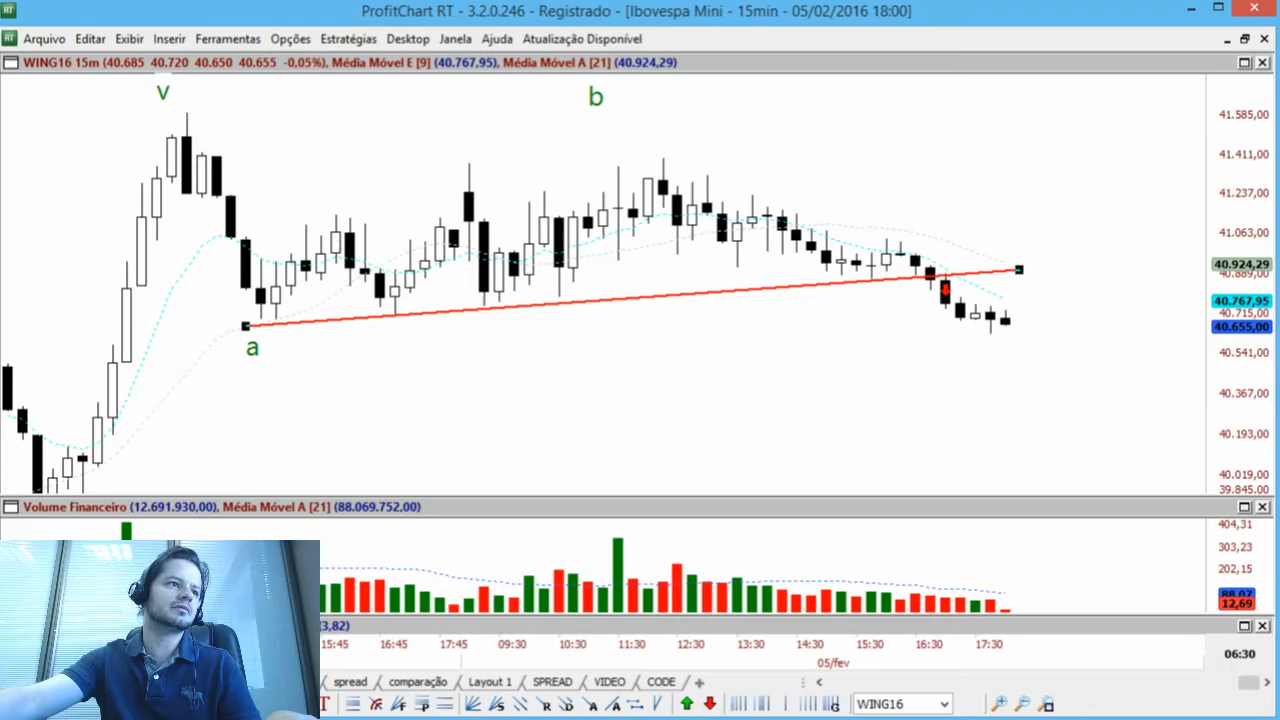 RT ProfitChart RT - 3.2.0.246 - Registrado - [Ibovespa Mini - 15min - 05/02/2016 18:00]
RT Arquivo Editar Exibir Inserir Ferramentas Opções Estratégias Desktop Janela Ajuda Atualização Disponível
WING16 15m (40.685 40.720 40.650 40.655 -0,05%), Média Móvel E [9] (40.767,95), Média Móvel A [21] (40.924,29)
v
b
a
41.585,00
41.411,00
41.237,00
41.063,00
40.924,29
40.889,00
40.767,95
40.715,00
40.655,00
40.541,00
40.367,00
40.193,00
40.019,00
39.845,00
Volume Financeiro (12.691.930,00), Média Móvel A [21] (88.069.752,00)
404,31
303,23
202,15
88,07
12,69
3,82)
15:45 16:45 17:45 09:30 10:30 11:30 12:30 13:30 14:30 15:30 16:30 17:30
05/fev
06:30
spread comparação Layout 1 SPREAD VIDEO CODE
WING16